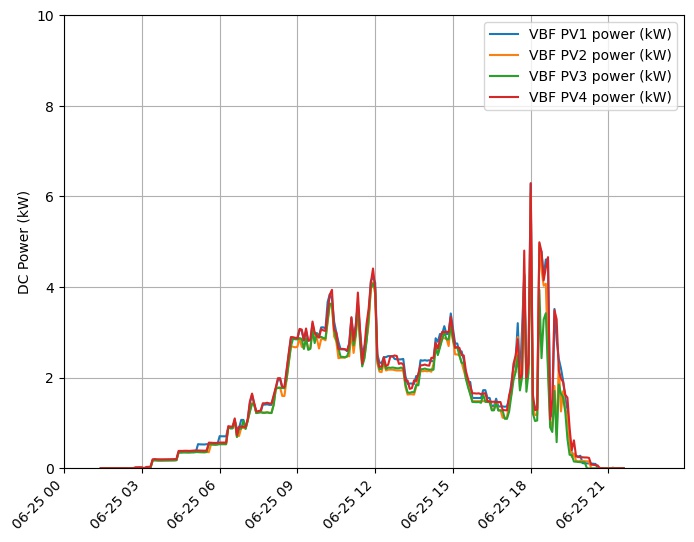 10
8
6
4
2
0
DC Power (kW)
VBF PV1 power (kW)
VBF PV2 power (kW)
VBF PV3 power (kW)
VBF PV4 power (kW)
06-25 00
06-25 03
06-25 06
06-25 09
06-25 12
06-25 15
06-25 18
06-25 21